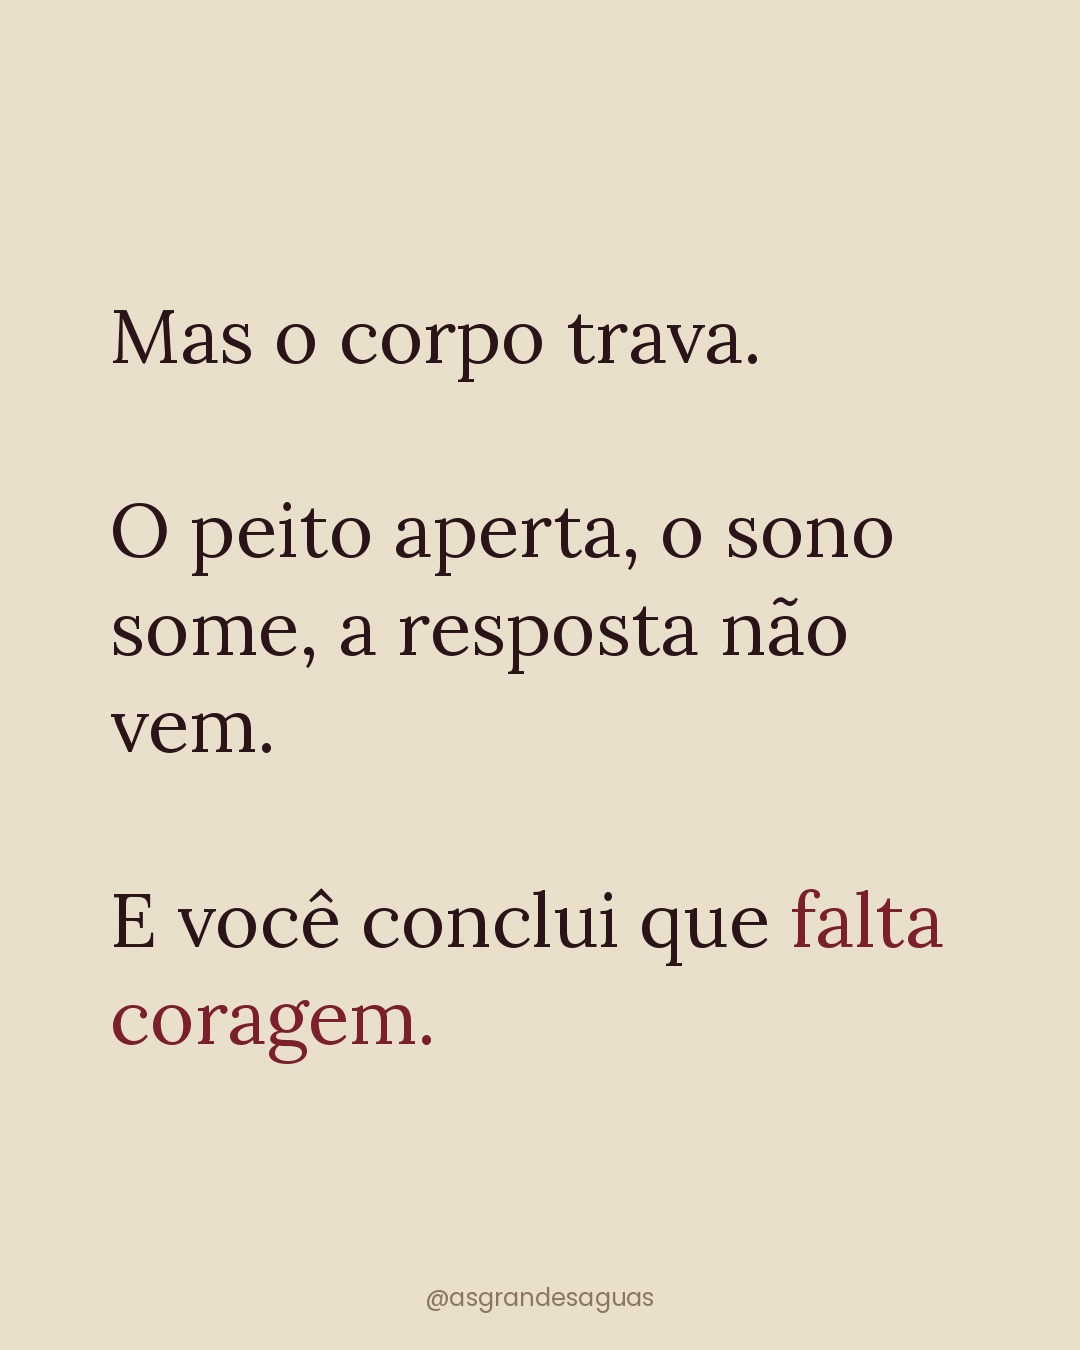 Mas o corpo trava.
O peito aperta, o sono
some, a resposta não
vem.
E você conclui que falta
coragem.
@asgrandesaguas